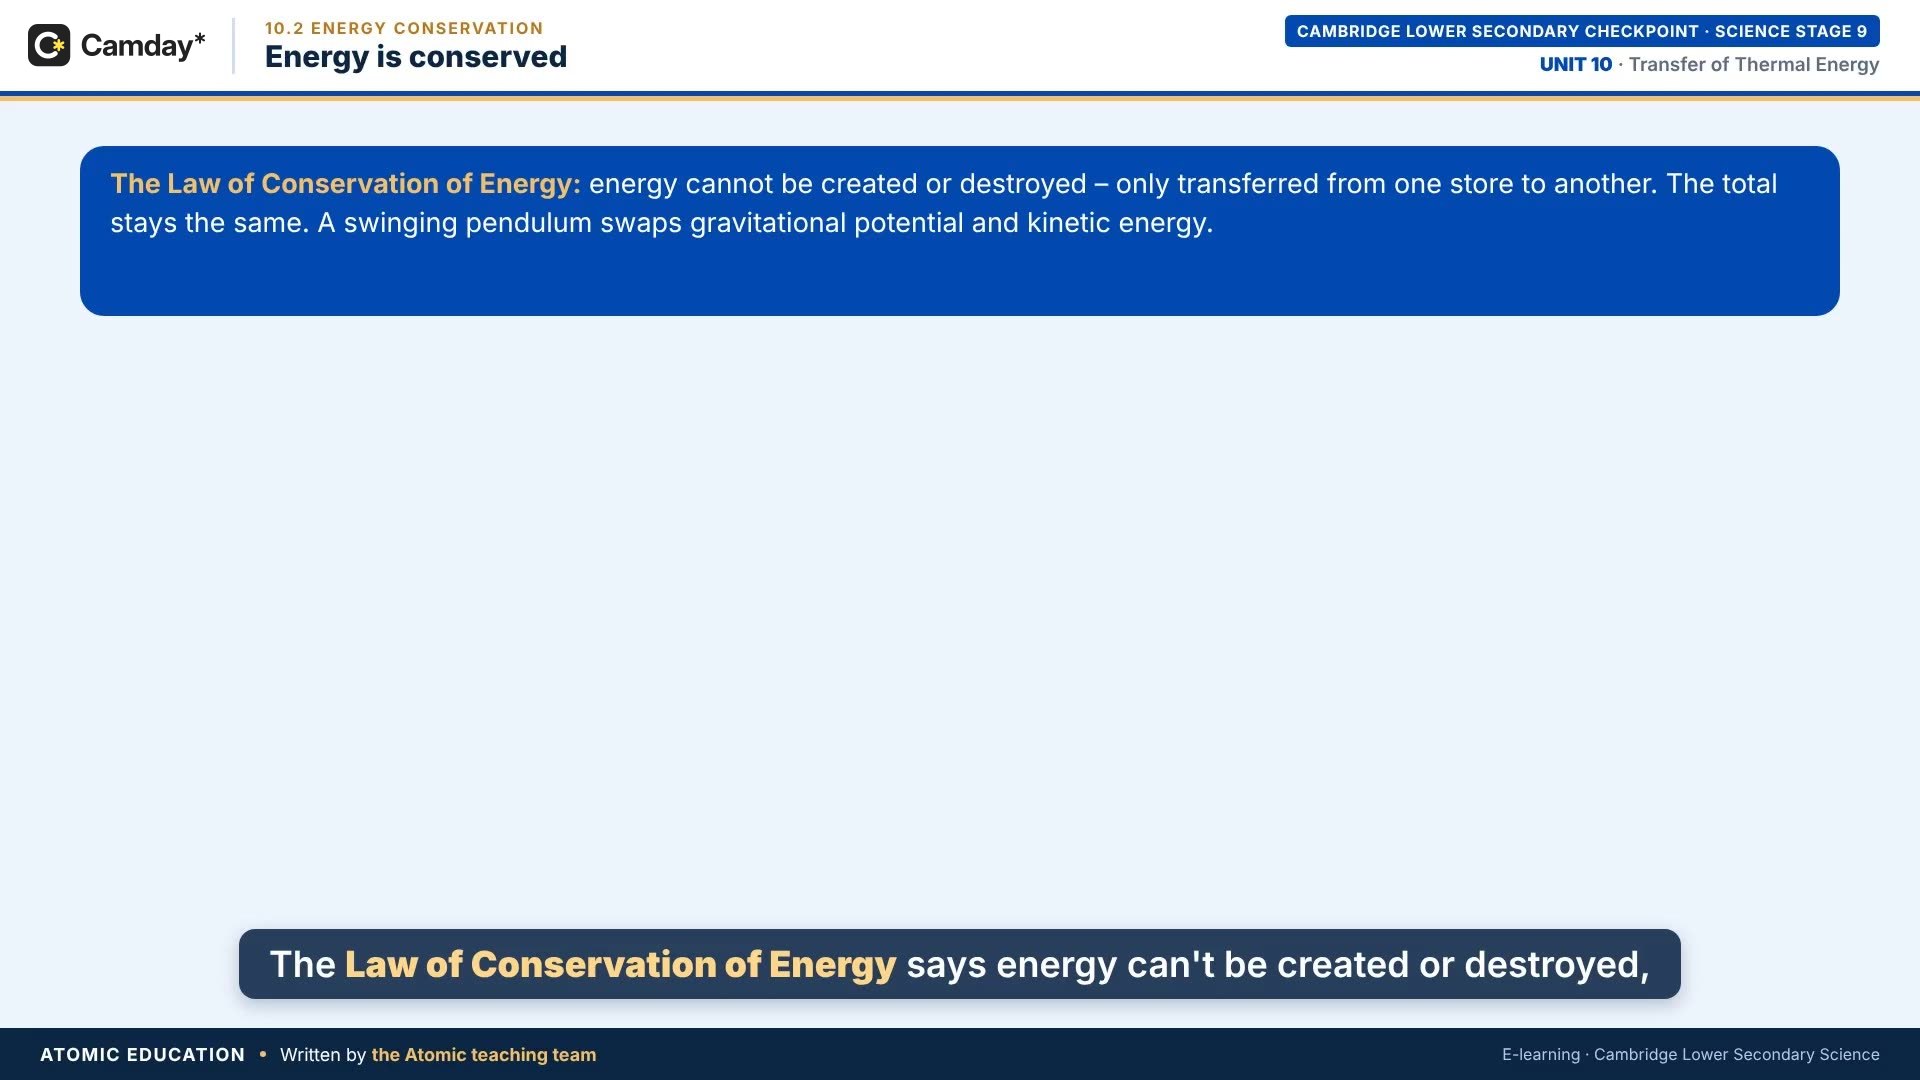 Camday*
10.2 ENERGY CONSERVATION
Energy is conserved
CAMBRIDGE LOWER SECONDARY CHECKPOINT · SCIENCE STAGE 9
UNIT 10 · Transfer of Thermal Energy
The Law of Conservation of Energy: energy cannot be created or destroyed – only transferred from one store to another. The total
stays the same. A swinging pendulum swaps gravitational potential and kinetic energy.
The Law of Conservation of Energy says energy can't be created or destroyed,
ATOMIC EDUCATION • Written by the Atomic teaching team
E-learning · Cambridge Lower Secondary Science